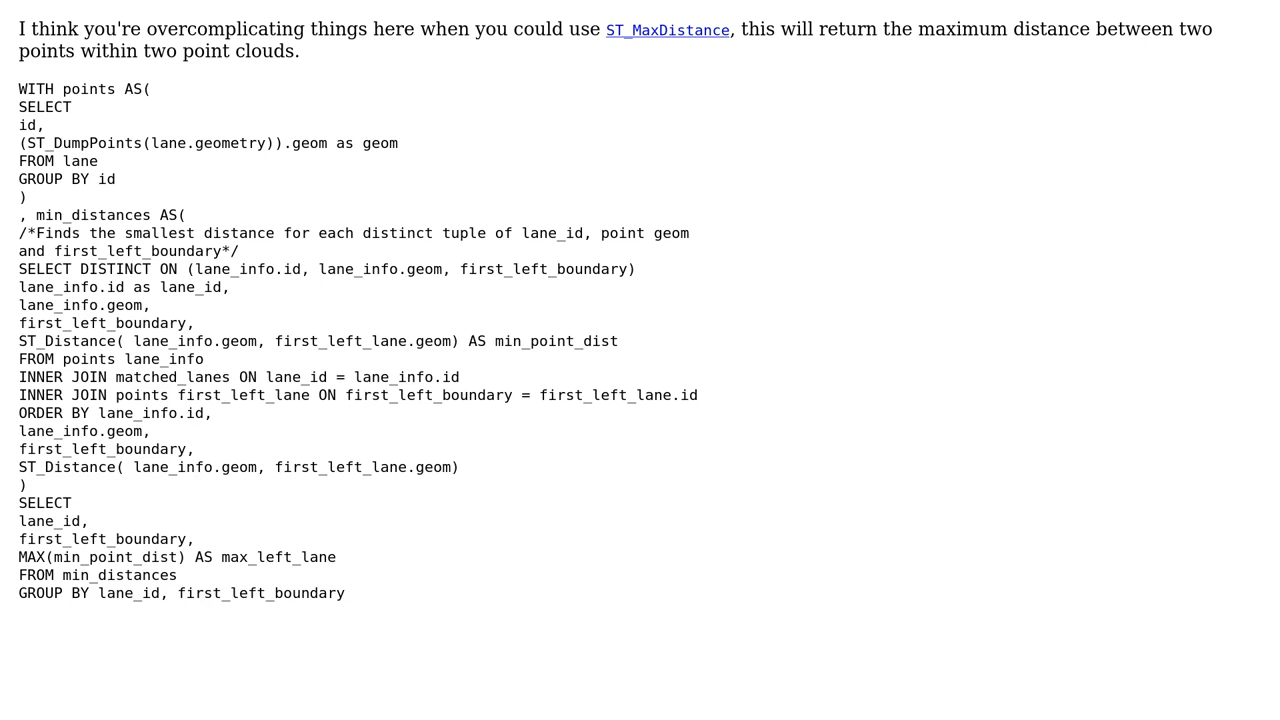 I think you're overcomplicating things here when you could use ST_MaxDistance, this will return the maximum distance between two
points within two point clouds.
WITH points AS(
SELECT
id,
(ST_DumpPoints(lane.geometry)).geom as geom
FROM lane
GROUP BY id
)
, min_distances AS(
/*Finds the smallest distance for each distinct tuple of lane_id, point geom
and first_left_boundary*/
SELECT DISTINCT ON (lane_info.id, lane_info.geom, first_left_boundary)
lane_info.id as lane_id,
lane_info.geom,
first_left_boundary,
ST_Distance( lane_info.geom, first_left_lane.geom) AS min_point_dist
FROM points lane_info
INNER JOIN matched_lanes ON lane_id = lane_info.id
INNER JOIN points first_left_lane ON first_left_boundary = first_left_lane.id
ORDER BY lane_info.id,
lane_info.geom,
first_left_boundary,
ST_Distance( lane_info.geom, first_left_lane.geom)
)
SELECT
lane_id,
first_left_boundary,
MAX(min_point_dist) AS max_left_lane
FROM min_distances
GROUP BY lane_id, first_left_boundary